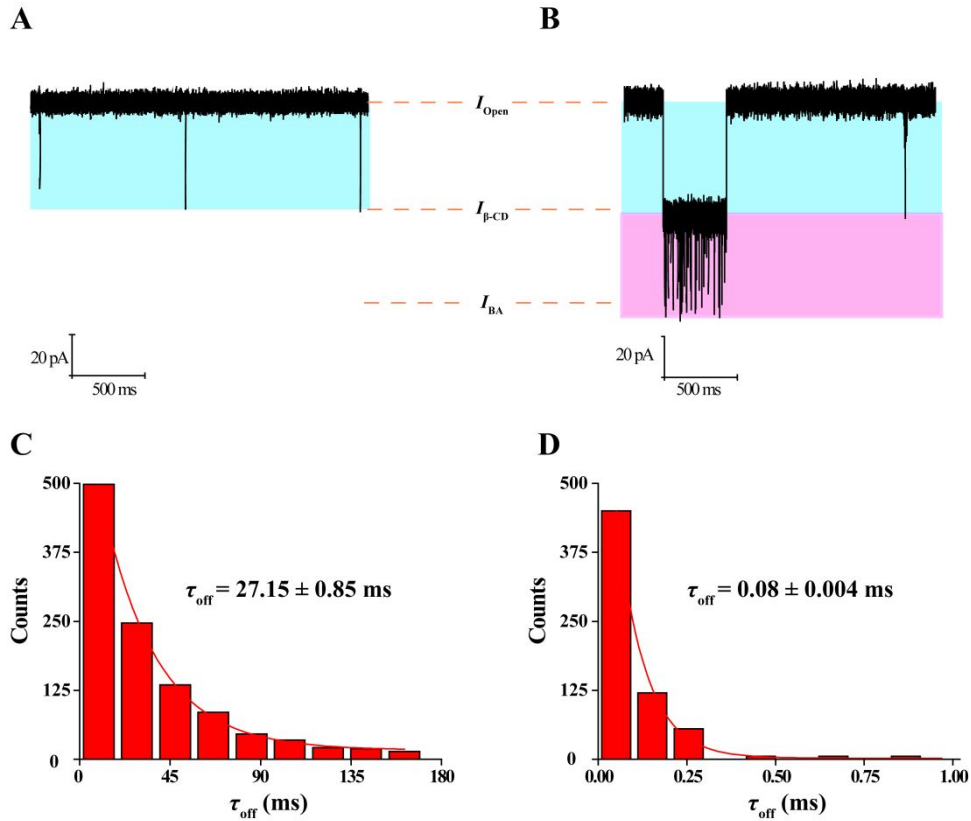 A
B
I_Open
I_β-CD
I_BA
20 pA
500 ms
20 pA
500 ms
C
D
500
375
250
125
0
Counts
τ_off = 27.15 ± 0.85 ms
0 45 90 135 180
τ_off (ms)
500
375
250
125
0
Counts
τ_off = 0.08 ± 0.004 ms
0.00 0.25 0.50 0.75 1.00
τ_off (ms)